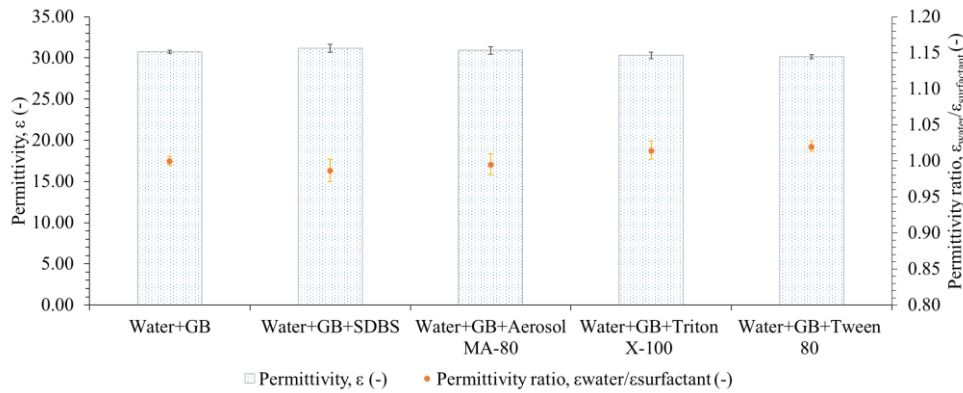 35.00
30.00
25.00
20.00
15.00
10.00
5.00
0.00
Permittivity, ε (-)
1.20
1.15
1.10
1.05
1.00
0.95
0.90
0.85
0.80
Permittivity ratio, εwater/εsurfactant (-)
Water+GB
Water+GB+SDBS
Water+GB+Aerosol
MA-80
Water+GB+Triton
X-100
Water+GB+Tween
80
Permittivity, ε (-)
Permittivity ratio, εwater/εsurfactant (-)